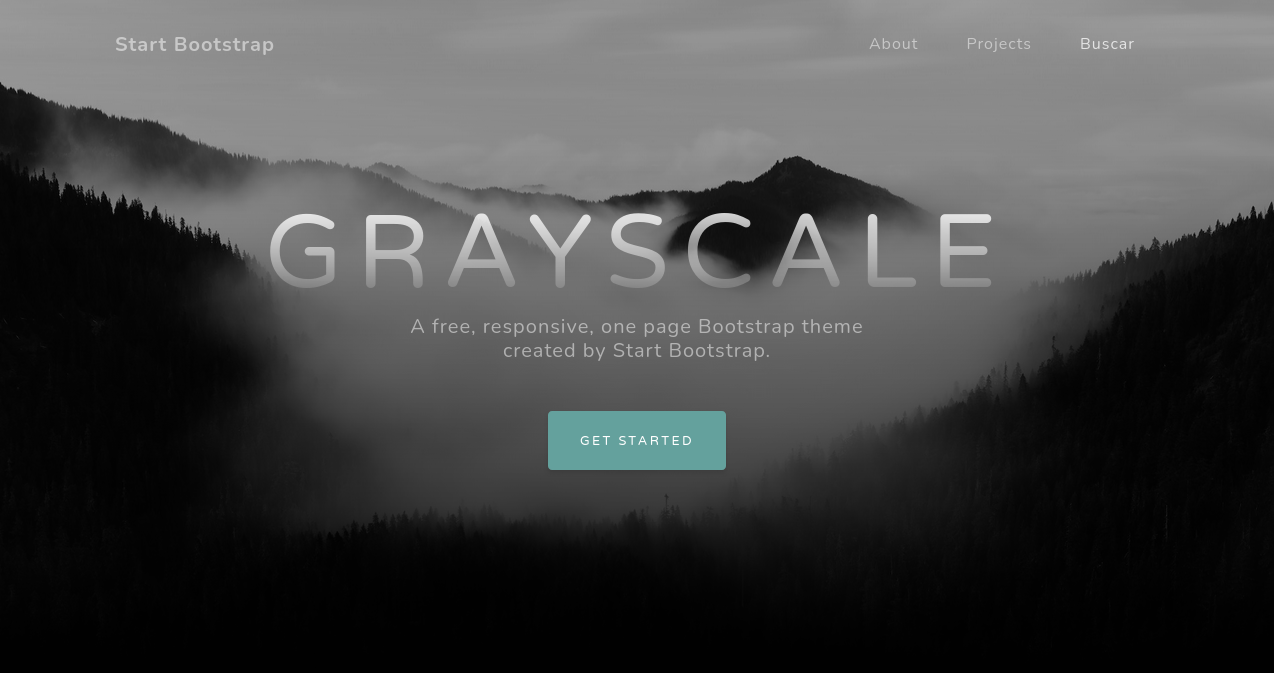 Start Bootstrap
About
Projects
Buscar
GRAYSCALE
A free, responsive, one page Bootstrap theme
created by Start Bootstrap.
GET STARTED